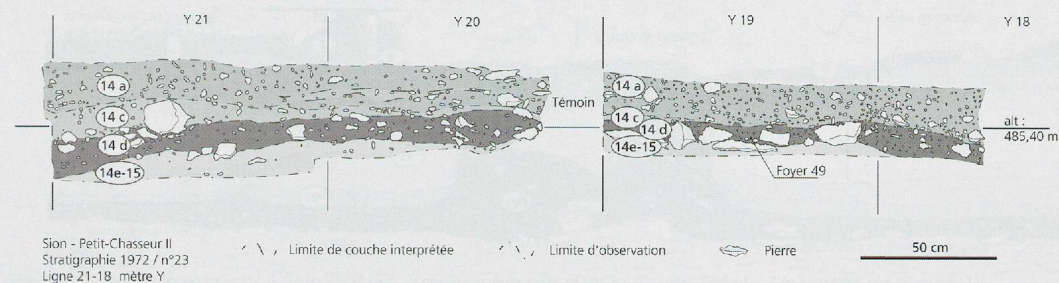 Y 21
Y 20
Y 19
Y 18
14 a
14 c
14 d
14e-15
Témoin
14 a
14 c
14 d
14e-15
Foyer 49
alt :
485,40 m
Sion - Petit-Chasseur II
Stratigraphie 1972 / n°23
Ligne 21-18 mètre Y
Limite de couche interprétée
Limite d'observation
Pierre
50 cm